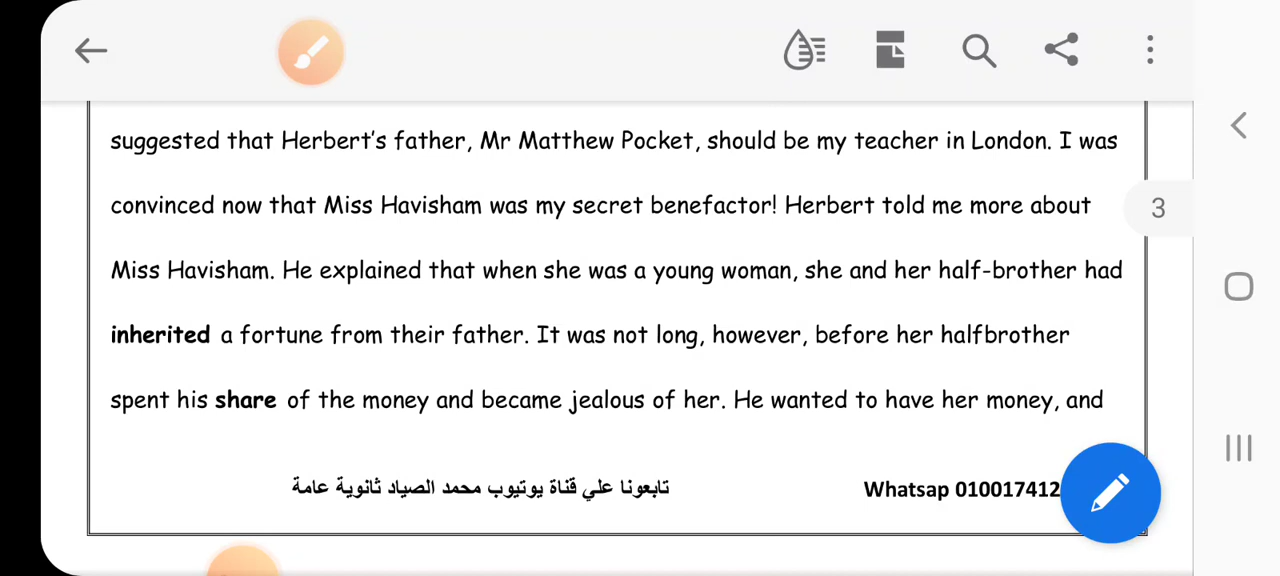 suggested that Herbert's father, Mr Matthew Pocket, should be my teacher in London. I was
3
convinced now that Miss Havisham was my secret benefactor! Herbert told me more about
Miss Havisham. He explained that when she was a young woman, she and her half-brother had
inherited a fortune from their father. It was not long, however, before her halfbrother
spent his share of the money and became jealous of her. He wanted to have her money, and
تابعونا علي قناة يوتيوب محمد الصياد ثانوية عامة
Whatsap 010017412